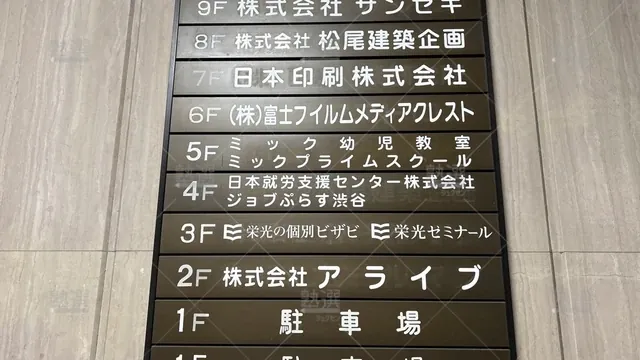 9F 株式会社 サンセキ
8F 株式会社 松尾建築企画
7F 日本印刷株式会社
6F (株)富士フイルムメディアクレスト
5F ミック幼児教室
ミックプライムスクール
4F 日本就労支援センター株式会社
ジョブぷらす渋谷
3F 栄光の個別ビザビ 栄光セミナール
2F 株式会社 アライブ
1F 駐車場